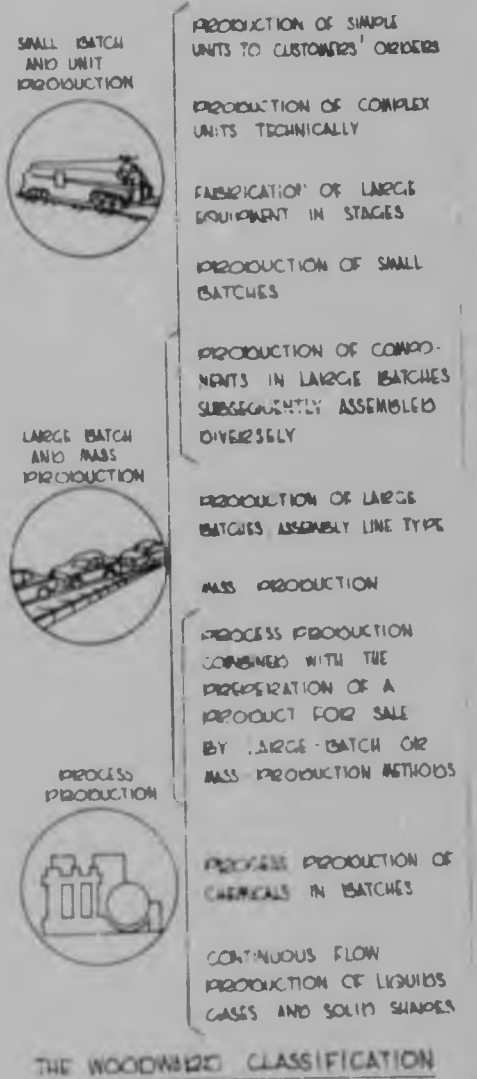 SMALL BATCH
AND UNIT
PRODUCTION
PRODUCTION OF SIMPLE
UNITS TO CUSTOMERS' ORDERS
PRODUCTION OF COMPLEX
UNITS TECHNICALLY
FABRICATION OF LARGE
EQUIPMENT IN STAGES
PRODUCTION OF SMALL
BATCHES
PRODUCTION OF COMPO-
NENTS IN LARGE BATCHES
SUBSEQUENTLY ASSEMBLED
DIVERSELY
LARGE BATCH
AND MASS
PRODUCTION
PRODUCTION OF LARGE
BATCHES ASSEMBLY LINE TYPE
MASS PRODUCTION
PROCESS PRODUCTION
COMBINED WITH THE
PREPERATION OF A
PRODUCT FOR SALE
BY LARGE-BATCH OR
MASS-PRODUCTION METHODS
PROCESS
PRODUCTION
PROCESS PRODUCTION OF
CHEMICALS IN BATCHES
CONTINUOUS FLOW
PRODUCTION OF LIQUIDS
GASES AND SOLID SHAPES
THE WOODWARD CLASSIFICATION